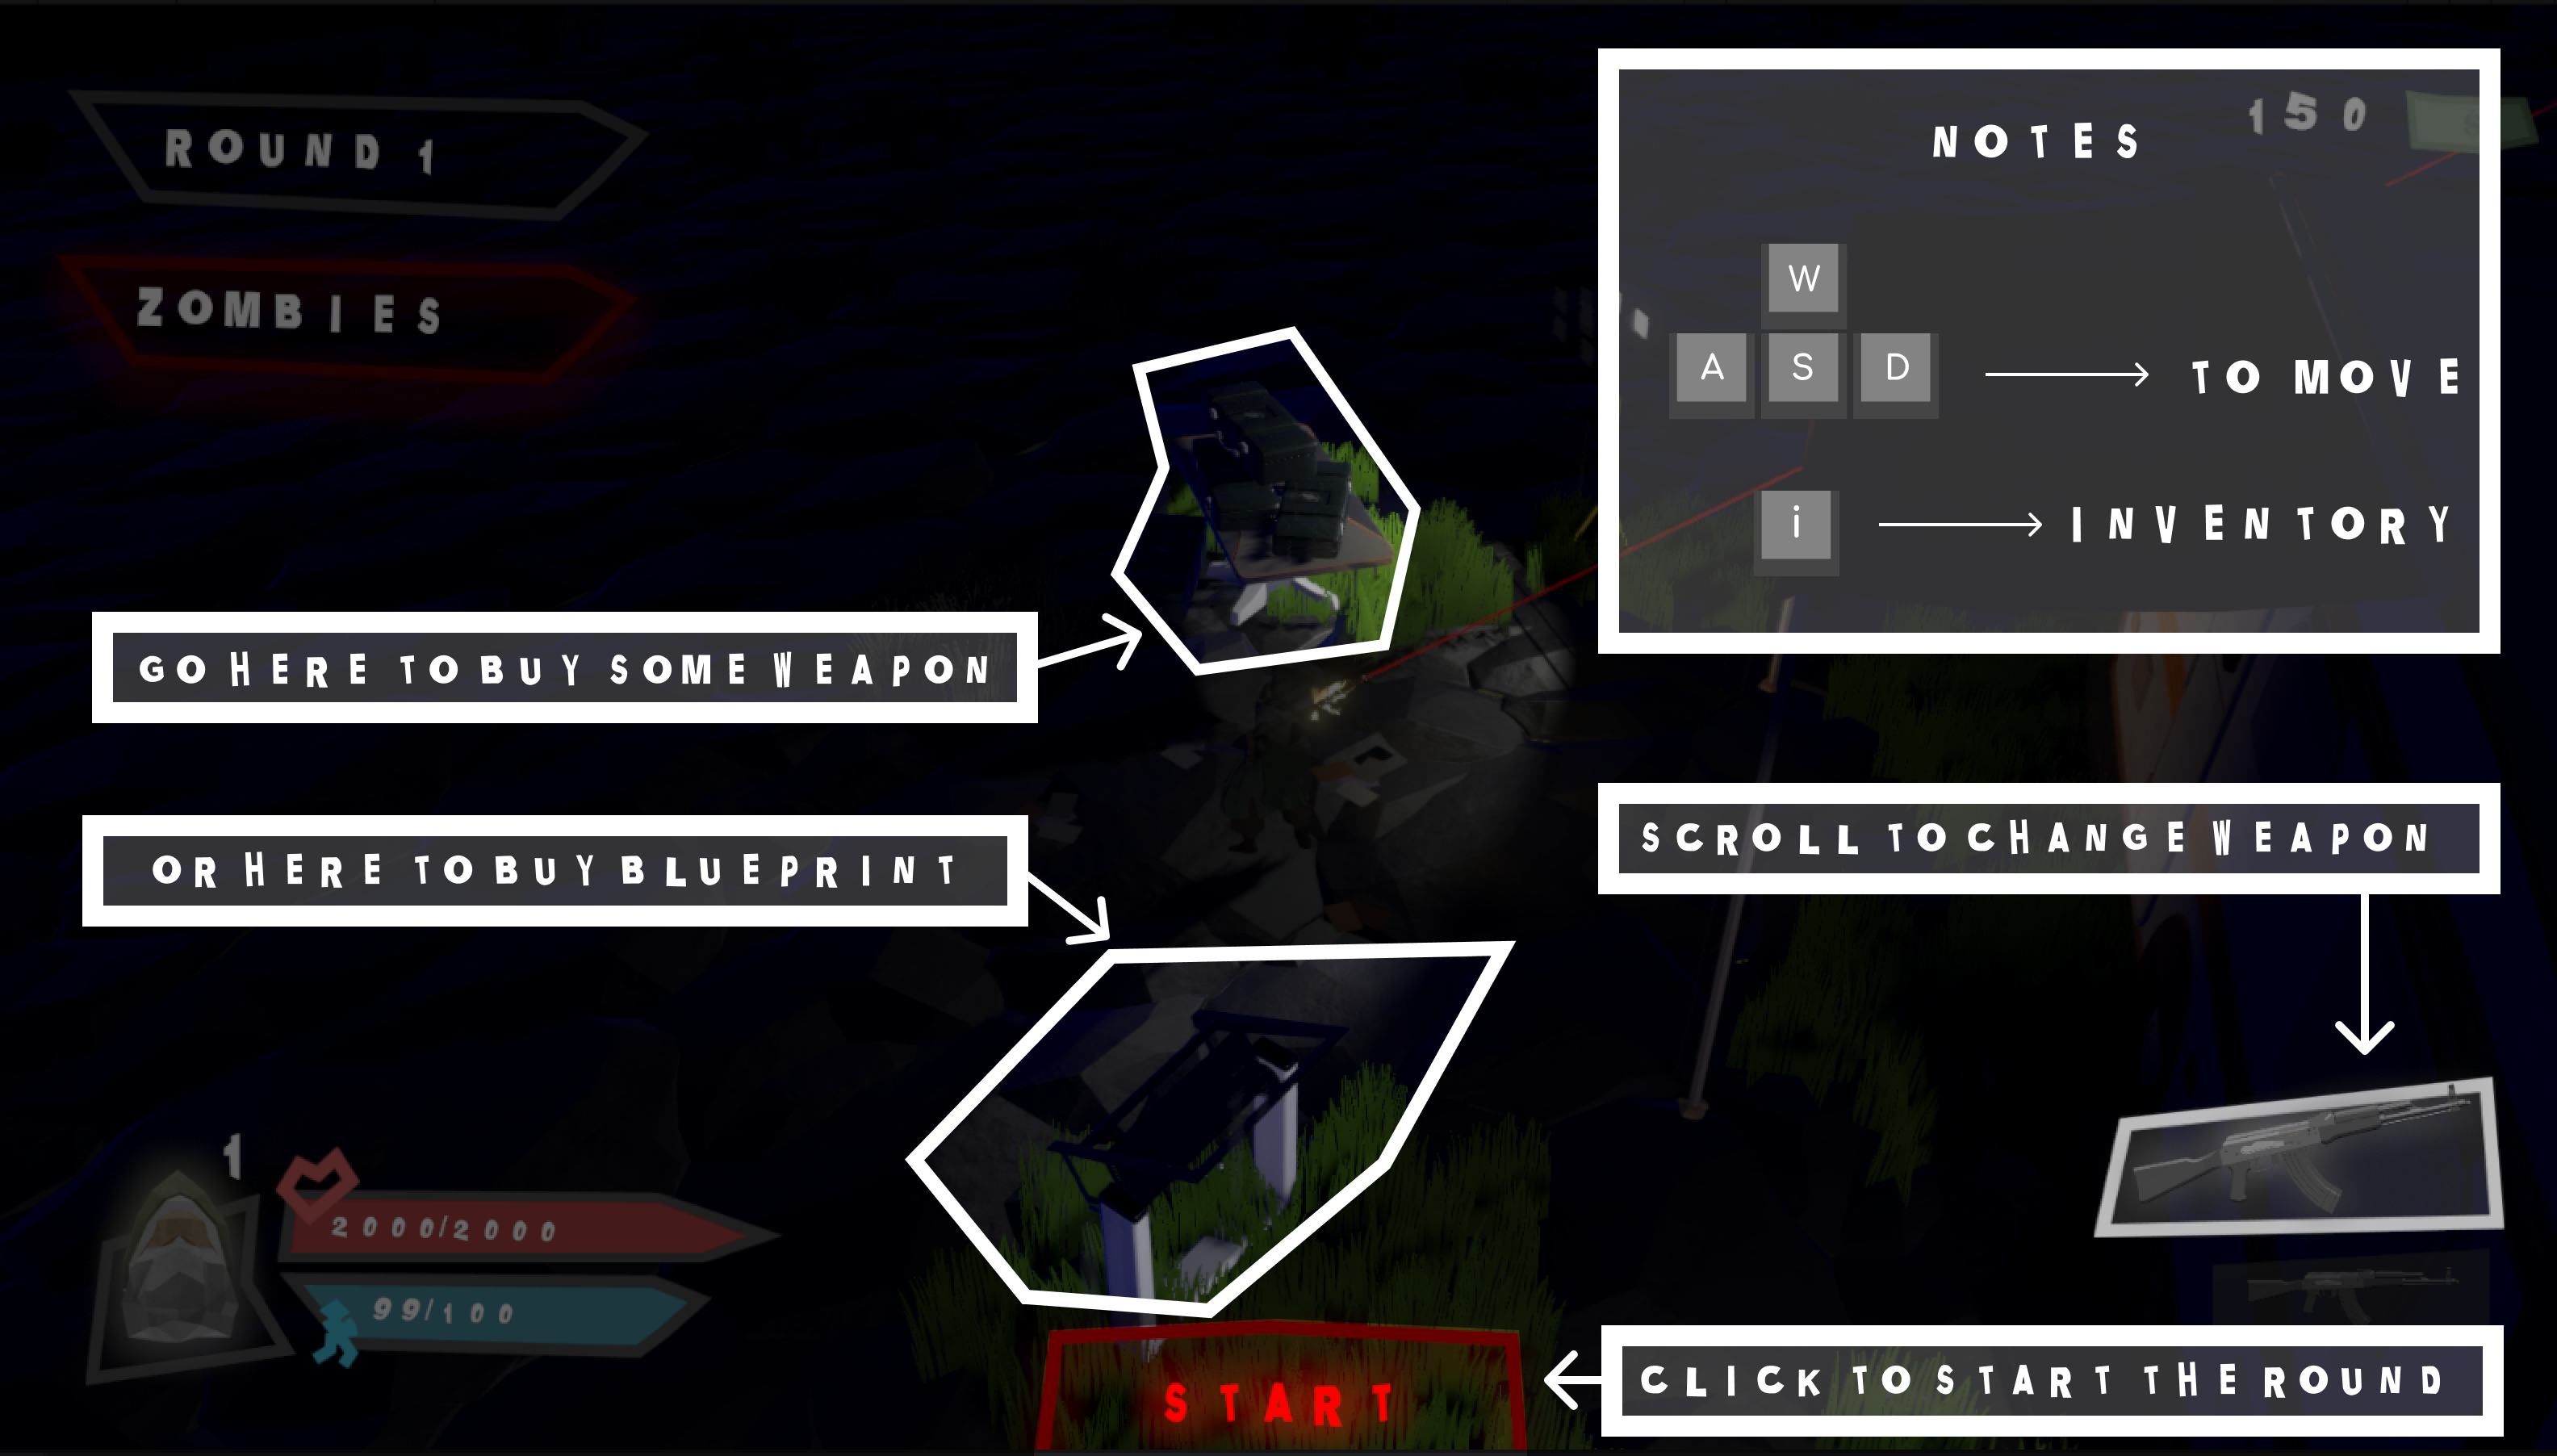 ROUND 1
ZOMBIES
NOTES
150
S
W
A S D
TO MOVE
i
INVENTORY
GO HERE TO BUY SOME WEAPON
OR HERE TO BUY BLUEPRINT
SCROLL TO CHANGE WEAPON
1
2000/2000
99/100
START
CLICK TO START THE ROUND